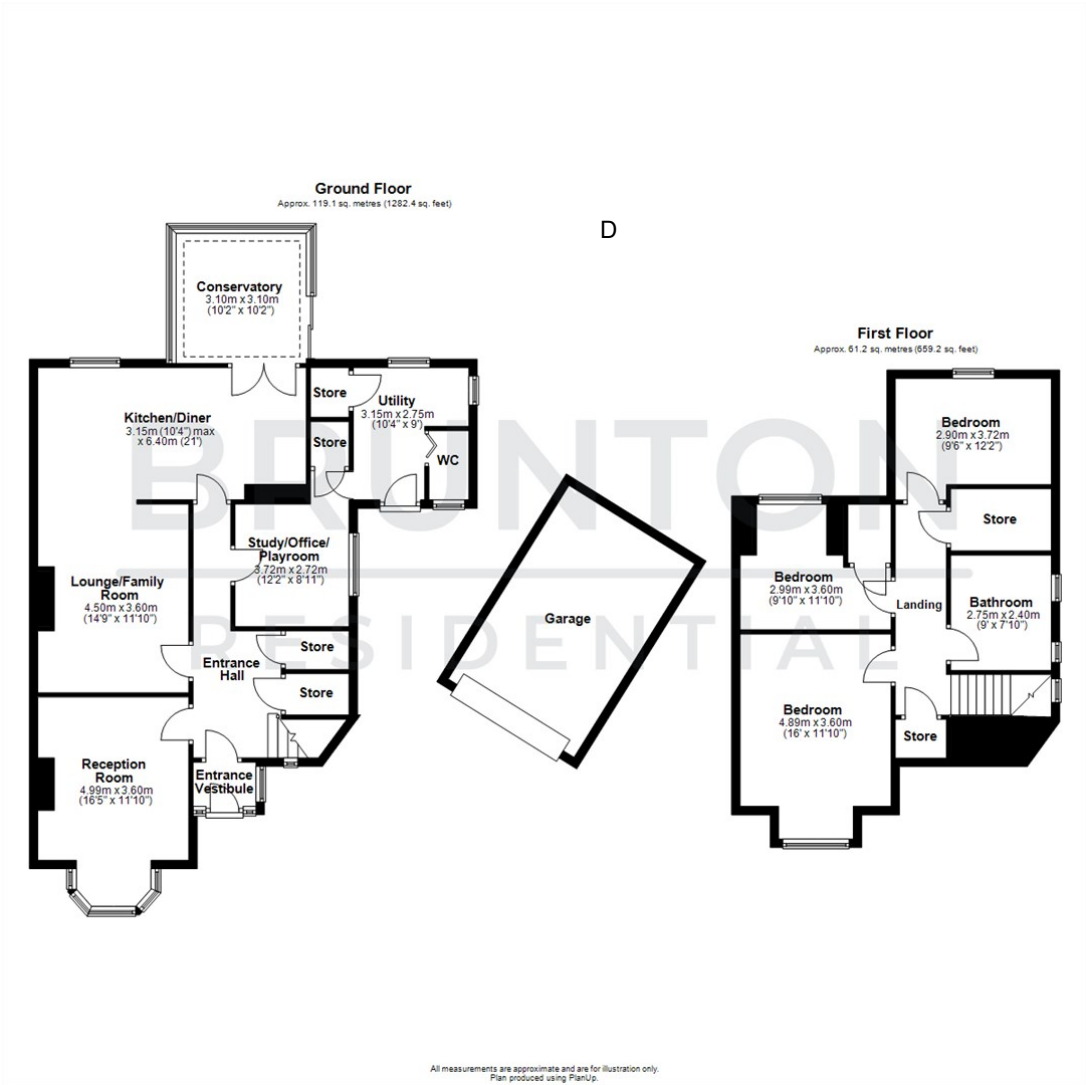 Ground Floor
Approx. 119.1 sq. metres (1282.4 sq. feet)
D
Conservatory
3.10m x 3.10m
(10'2" x 10'2")
First Floor
Approx. 61.2 sq. metres (659.2 sq. feet)
Store
Utility
3.15m x 2.75m
(10'4" x 9')
Kitchen/Diner
3.15m (10'4") max
x 6.40m (21')
Store
WC
Bedroom
2.90m x 3.72m
(9'6" x 12'2")
BRUNTON
RESIDENTIAL
Store
Study/Office/
Playroom
3.72m x 2.72m
(12'2" x 8'11")
Lounge/Family
Room
4.50m x 3.60m
(14'9" x 11'10")
Garage
Bedroom
2.99m x 3.60m
(9'10" x 11'10")
Landing
Bathroom
2.75m x 2.40m
(9' x 7'10")
Store
Entrance
Hall
Store
Bedroom
4.89m x 3.60m
(16' x 11'10")
Store
Reception
Room
4.99m x 3.60m
(16'5" x 11'10")
Entrance
Vestibule
All measurements are approximate and are for illustration only.
Plan produced using PlanUp.